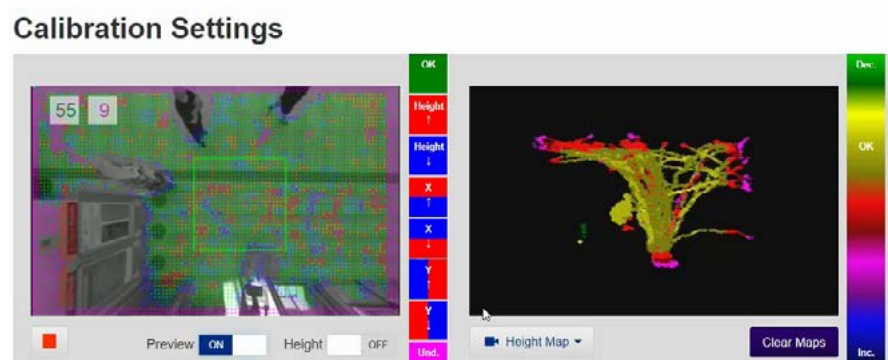 Calibration Settings
55 9
OK
Height
↑
Height
↓
X
↑
X
↓
Y
↑
Y
↓
Und.
Preview ON Height OFF
Dec.
OK
Inc.
Height Map
Clear Maps